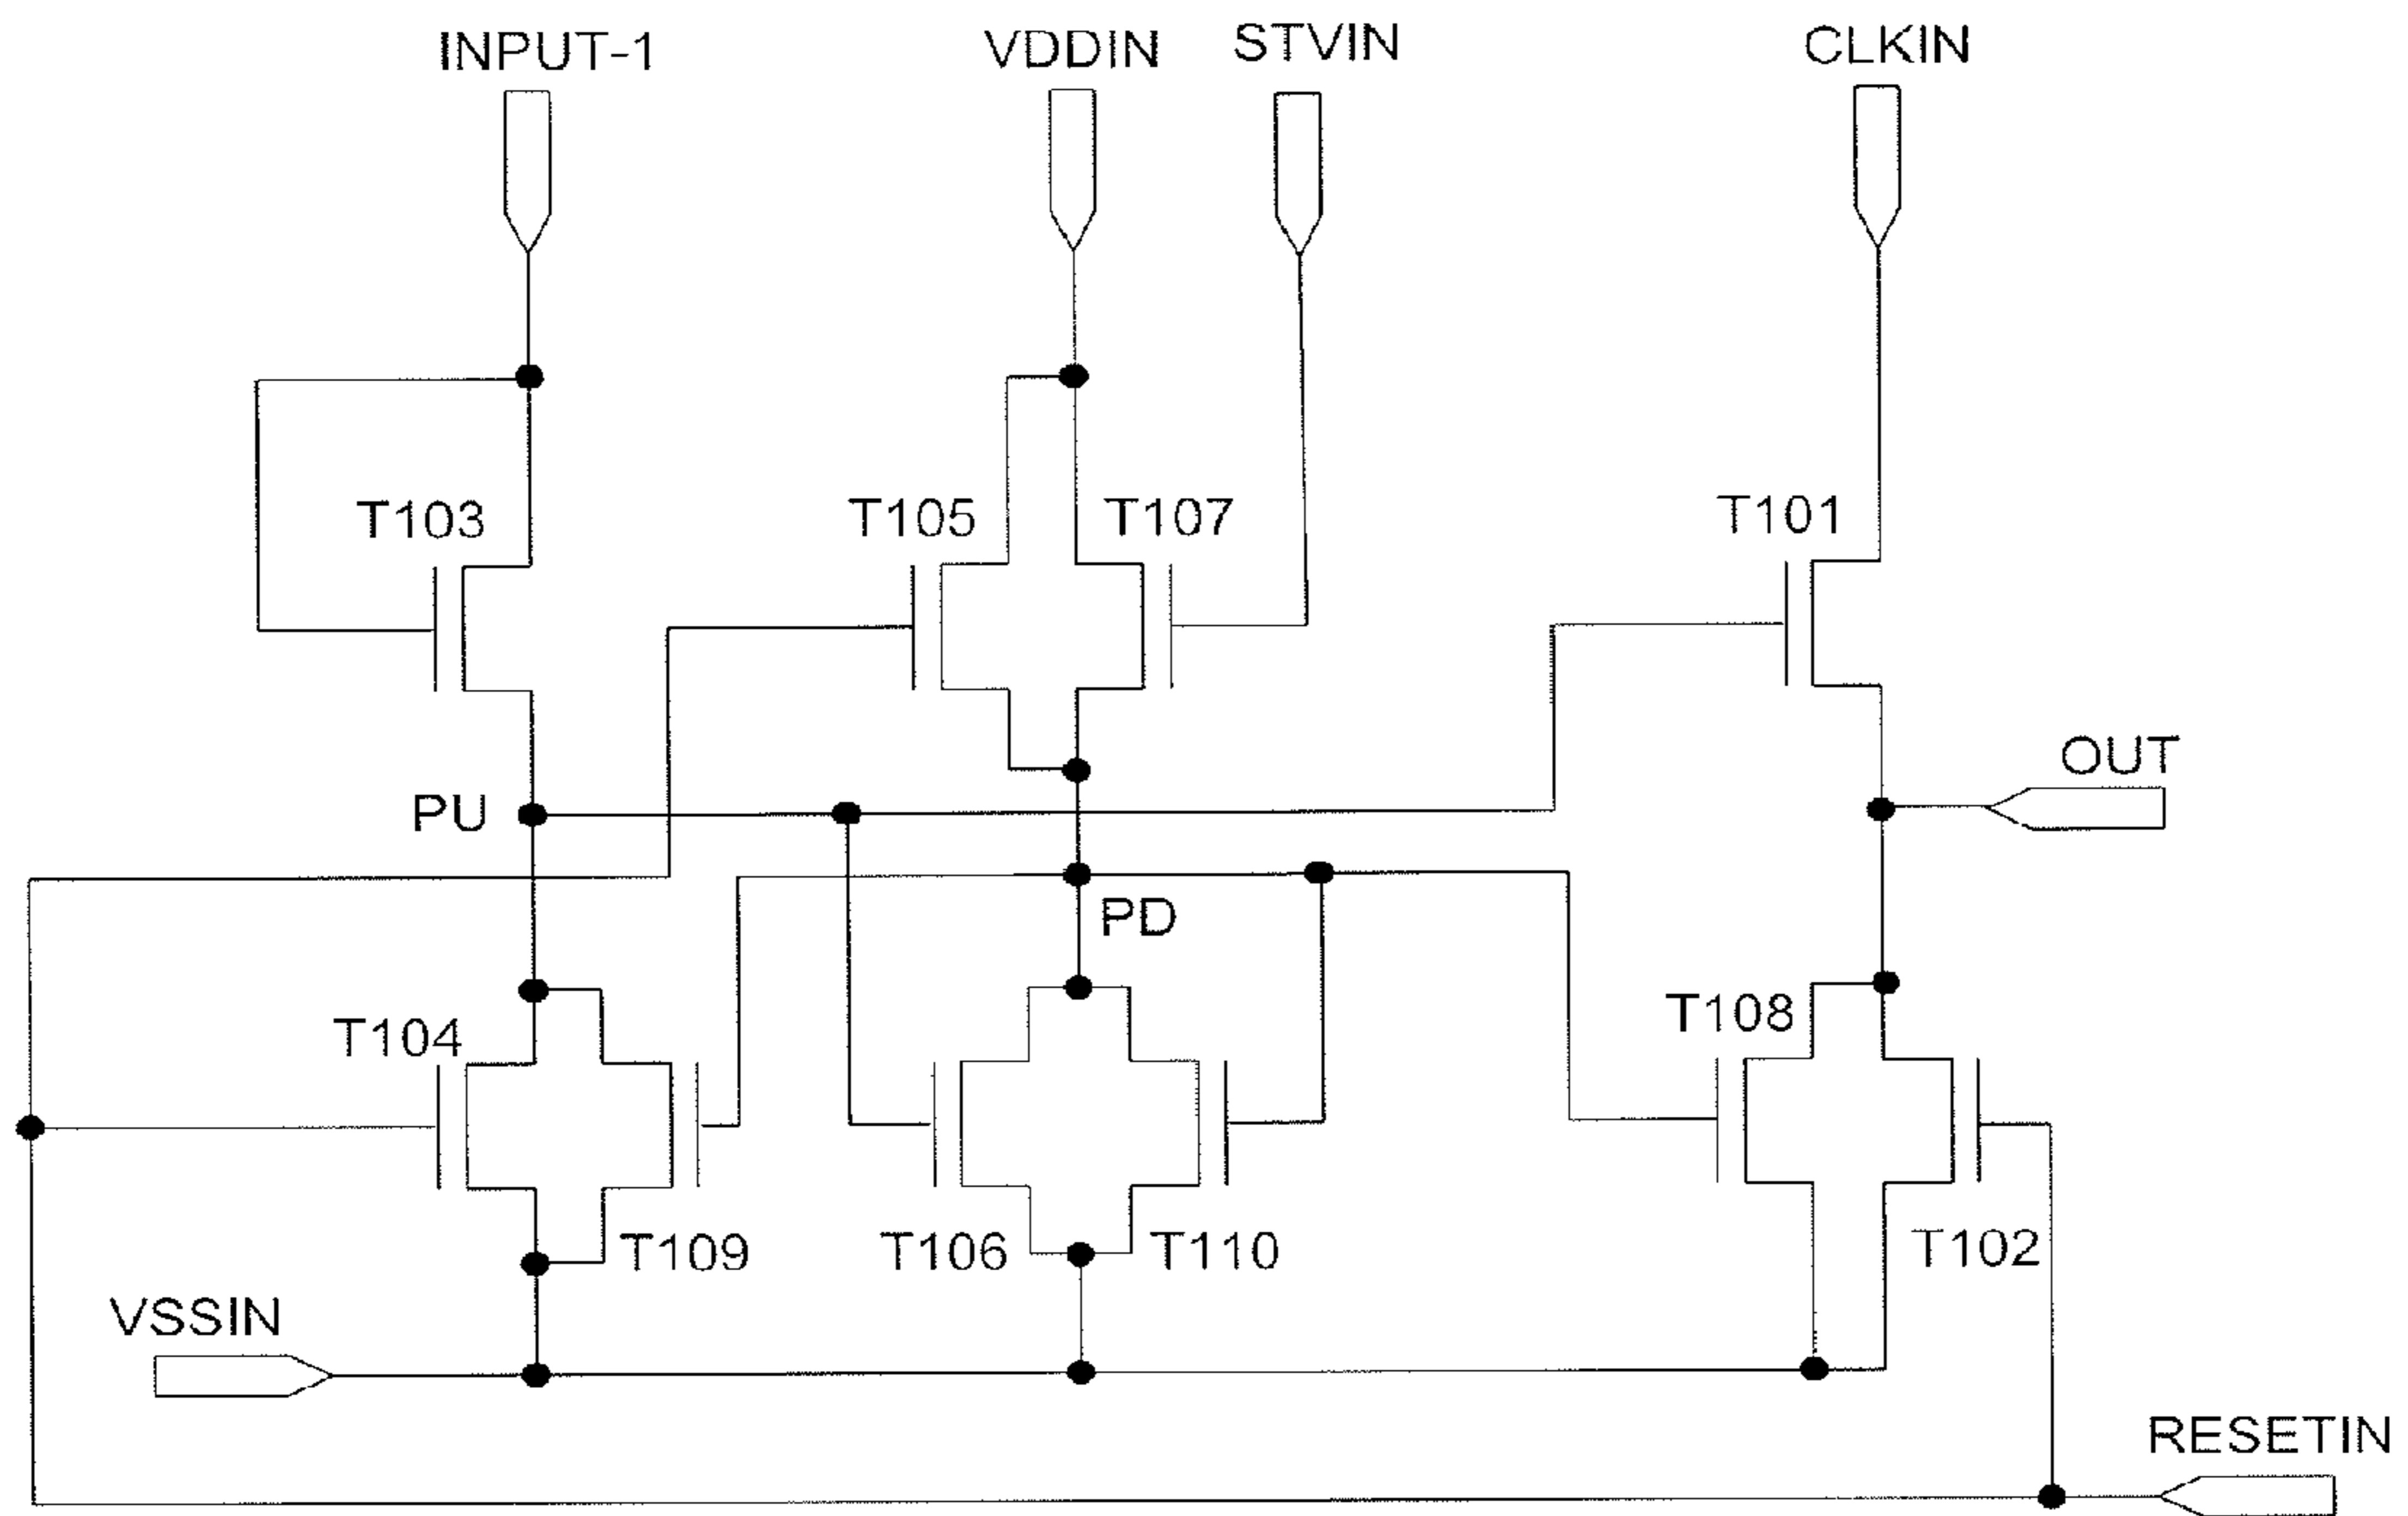 INPUT-1
VDDIN
STVIN
CLKIN
T103
T105
T107
T101
OUT
PU
PD
T104
T108
T109
T106
T110
T102
VSSIN
RESETIN